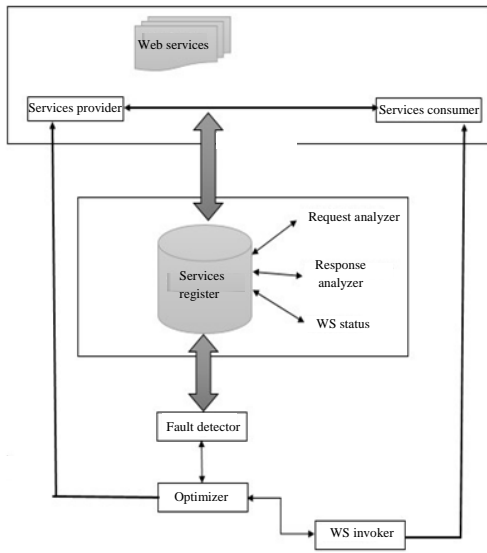 Web services
Services provider
Services consumer
Request analyzer
Services
register
Response
analyzer
WS status
Fault detector
Optimizer
WS invoker